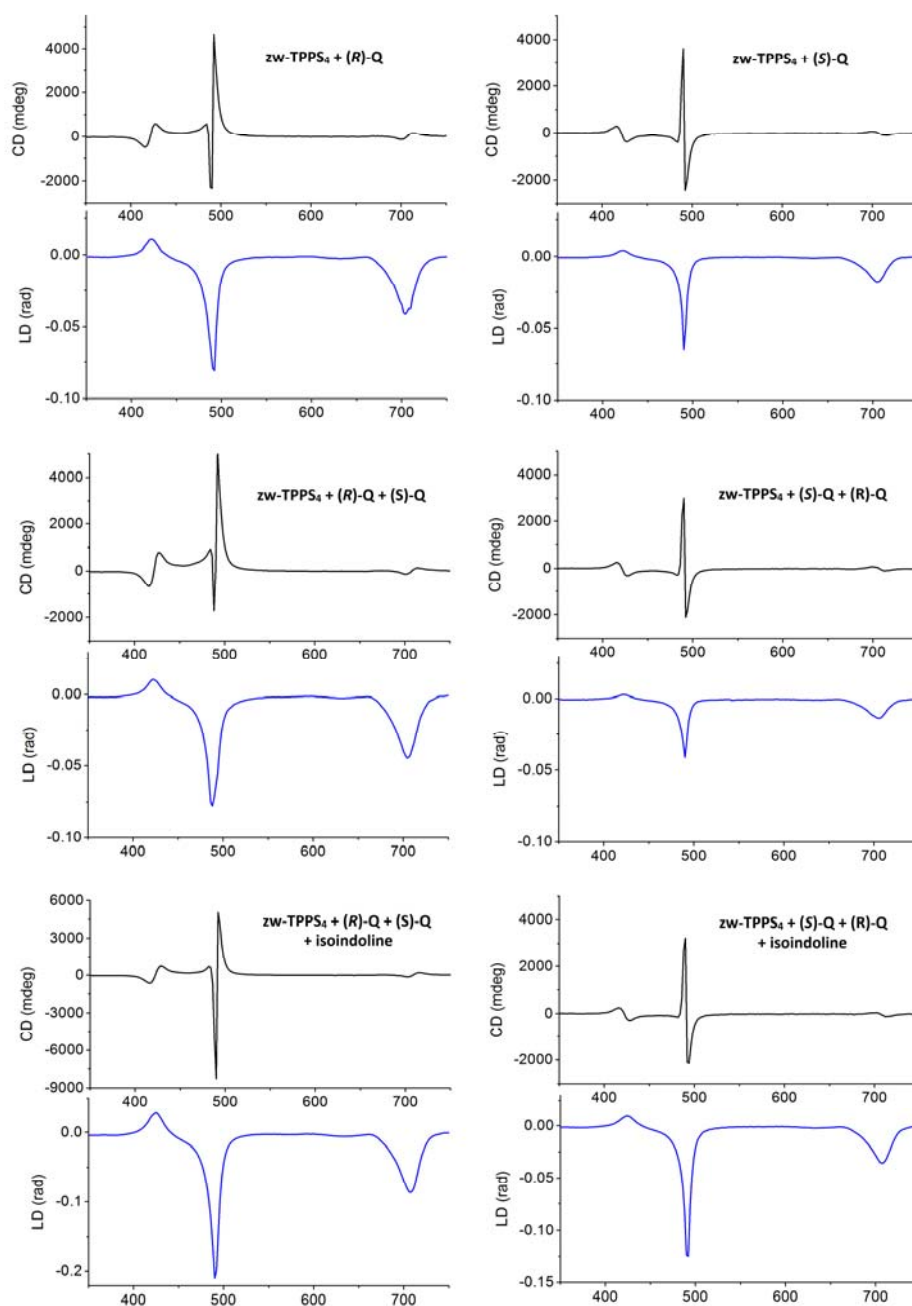 zw-TPPS₄ + (R)-Q
CD (mdeg)
4000
2000
0
-2000
400 500 600 700
LD (rad)
0.00
-0.05
-0.10
400 500 600 700
zw-TPPS₄ + (S)-Q
CD (mdeg)
4000
2000
0
-2000
400 500 600 700
LD (rad)
0.00
-0.05
-0.10
400 500 600 700
zw-TPPS₄ + (R)-Q + (S)-Q
CD (mdeg)
4000
2000
0
-2000
400 500 600 700
LD (rad)
0.00
-0.05
-0.10
400 500 600 700
zw-TPPS₄ + (S)-Q + (R)-Q
CD (mdeg)
4000
2000
0
-2000
400 500 600 700
LD (rad)
0.00
-0.05
-0.10
400 500 600 700
zw-TPPS₄ + (R)-Q + (S)-Q
+ isoindoline
CD (mdeg)
6000
3000
0
-3000
-6000
-9000
400 500 600 700
LD (rad)
0.0
-0.1
-0.2
400 500 600 700
zw-TPPS₄ + (S)-Q + (R)-Q
+ isoindoline
CD (mdeg)
4000
2000
0
-2000
400 500 600 700
LD (rad)
0.00
-0.05
-0.10
-0.15
400 500 600 700